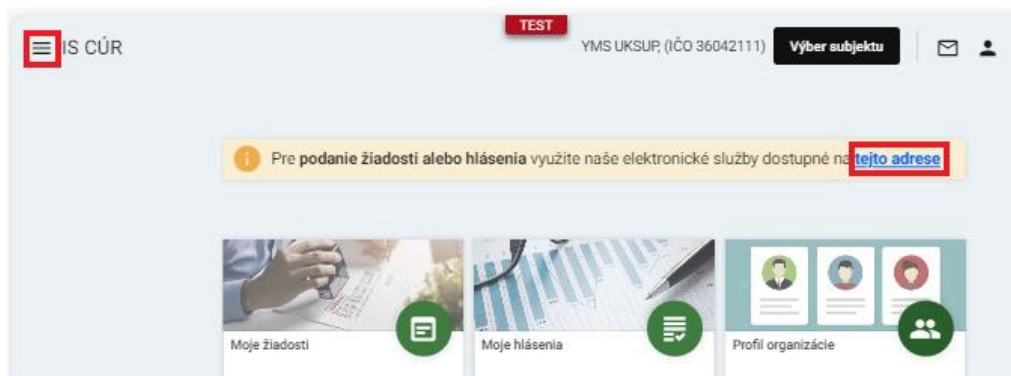 TEST
IS CÚR
YMS UKSUP, (IČO 36042111) Výber subjektu
Pre podanie žiadosti alebo hlásenia využite naše elektronické služby dostupné na tejto adrese
Moje žiadosti
Moje hlásenia
Profil organizácie